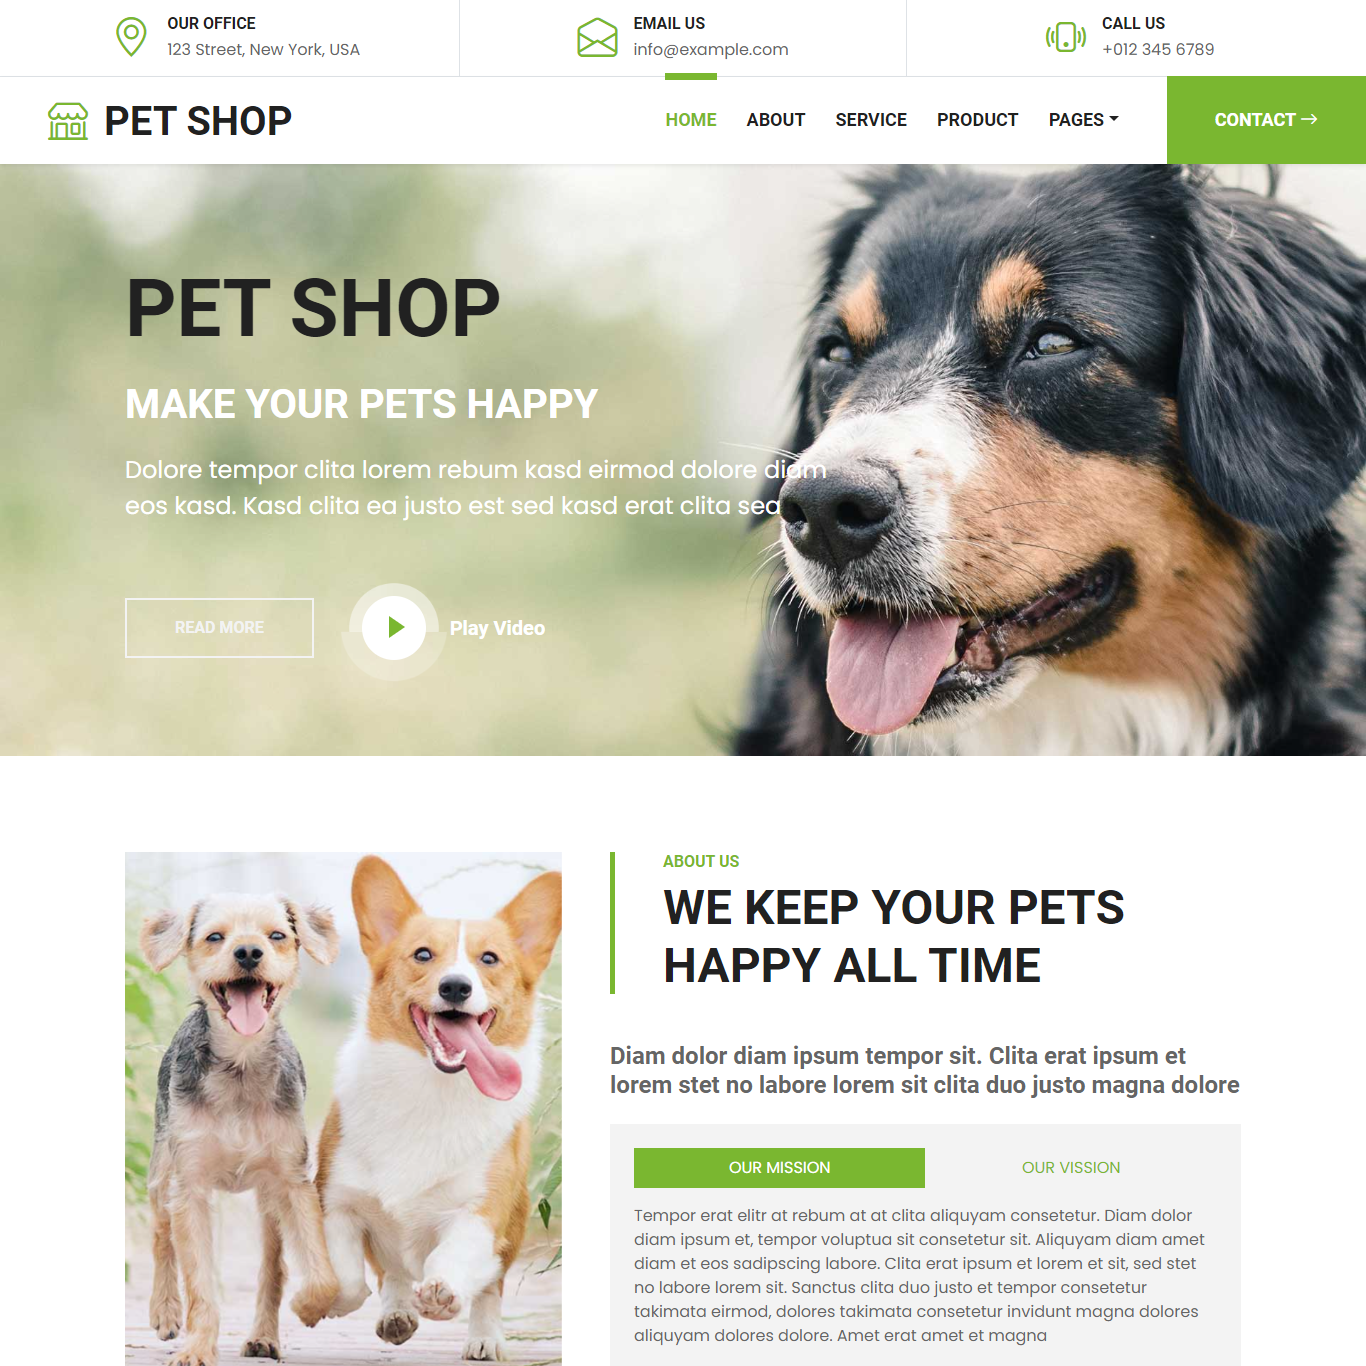 OUR OFFICE
123 Street, New York, USA
EMAIL US
info@example.com
CALL US
+012 345 6789
PET SHOP
HOME
ABOUT
SERVICE
PRODUCT
PAGES
CONTACT
PET SHOP
MAKE YOUR PETS HAPPY
Dolore tempor clita lorem rebum kasd eirmod dolore diam
eos kasd. Kasd clita ea justo est sed kasd erat clita sea
READ MORE
Play Video
ABOUT US
WE KEEP YOUR PETS
HAPPY ALL TIME
Diam dolor diam ipsum tempor sit. Clita erat ipsum et
lorem stet no labore lorem sit clita duo justo magna dolore
OUR MISSION
OUR VISSION
Tempor erat elitr at rebum at at clita aliquyam consetetur. Diam dolor
diam ipsum et, tempor voluptua sit consetetur sit. Aliquyam diam amet
diam et eos sadipscing labore. Clita erat ipsum et lorem et sit, sed stet
no labore lorem sit. Sanctus clita duo justo et tempor consetetur
takimata eirmod, dolores takimata consetetur invidunt magna dolores
aliquyam dolores dolore. Amet erat amet et magna